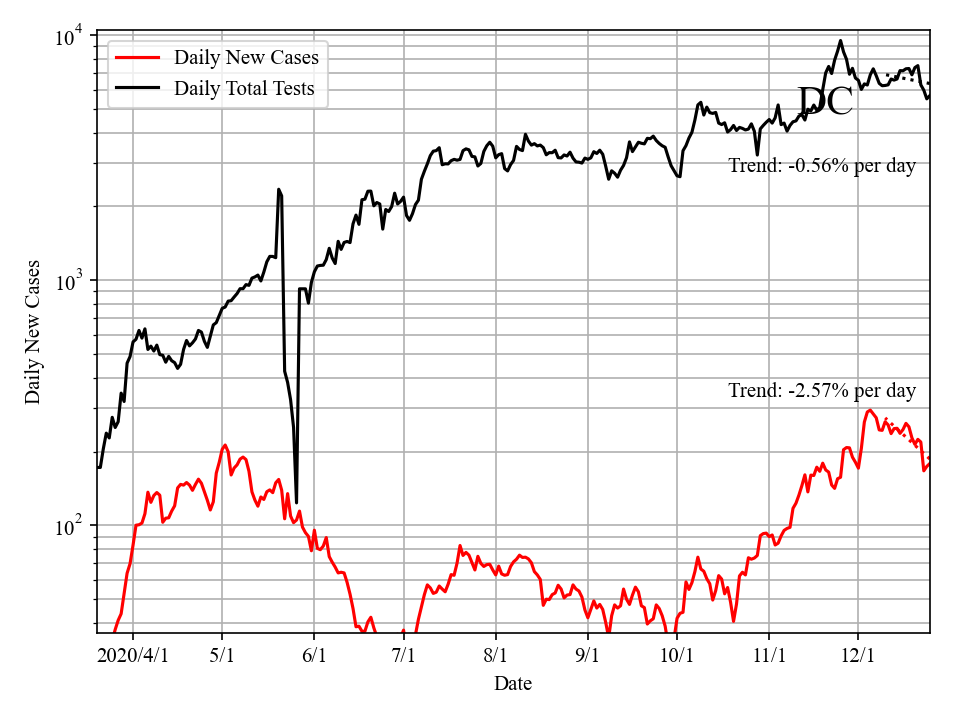 Daily New Cases
Daily Total Tests
DC
Trend: -0.56% per day
Trend: -2.57% per day
10^4
10^3
10^2
Daily New Cases
2020/4/1 5/1 6/1 7/1 8/1 9/1 10/1 11/1 12/1
Date